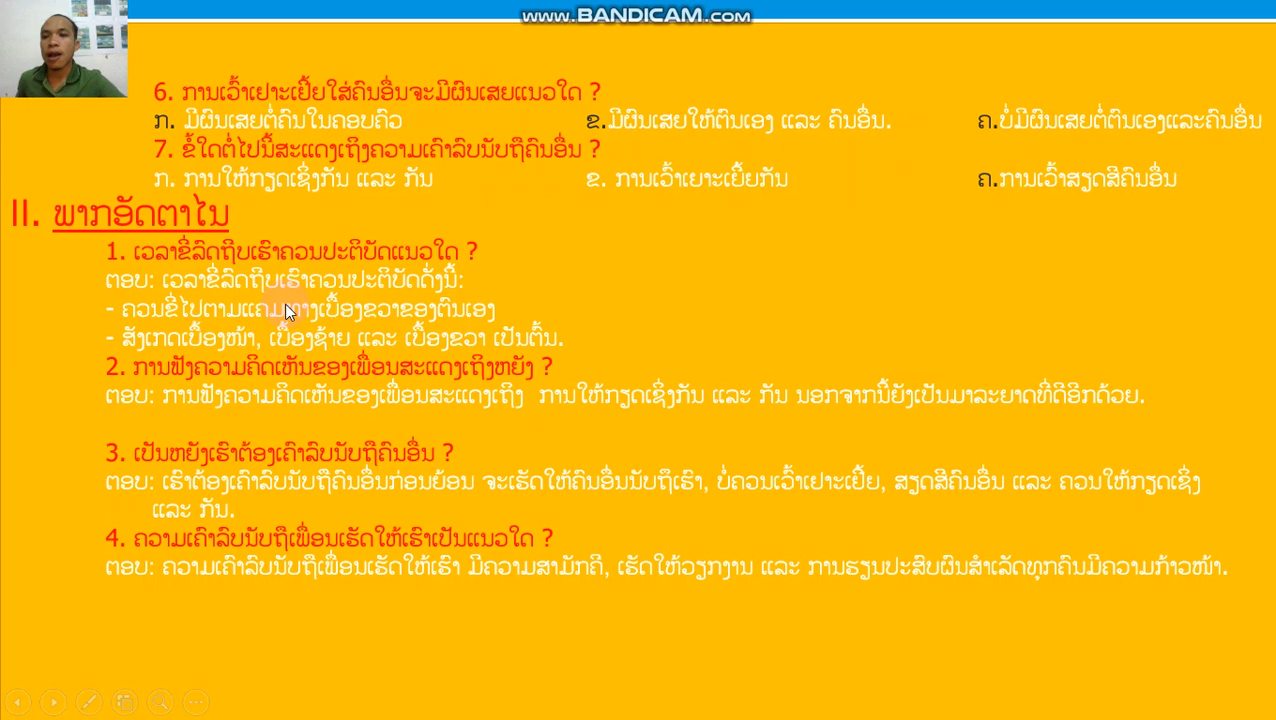 www.BANDICAM.com
6. ການເວົ້າເຢາະເຢີ້ຍໃສ່ຄົນອື່ນຈະມີຜົນເສຍແນວໃດ ?
ກ. ມີຜົນເສຍຕໍ່ຄົນໃນຄອບຄົວ ຂ.ມີຜົນເສຍໃຫ້ຕົນເອງ ແລະ ຄົນອື່ນ. ຄ.ບໍ່ມີຜົນເສຍຕໍ່ຕົນເອງແລະຄົນອື່ນ
7. ຂໍ້ໃດຕໍ່ໄປນີ້ສະແດງເຖິງຄວາມເຄົາລົບນັບຖືຄົນອື່ນ ?
ກ. ການໃຫ້ກຽດເຊິ່ງກັນ ແລະ ກັນ ຂ. ການເວົ້າເຍາະເຍີ້ຍກັນ ຄ.ການເວົ້າສຽດສີຄົນອື່ນ
II. ພາກອັດຕາໄນ
1. ເວລາຂີ່ລົດຖີບເຮົາຄວນປະຕິບັດແນວໃດ ?
ຕອບ: ເວລາຂີ່ລົດຖີບເຮົາຄວນປະຕິບັດດັ່ງນີ້:
- ຄວນຂີ່ໄປຕາມແຄມທາງເບື້ອງຂວາຂອງຕົນເອງ
- ສັງເກດເບື້ອງໜ້າ, ເບື້ອງຊ້າຍ ແລະ ເບື້ອງຂວາ ເປັນຕົ້ນ.
2. ການຟັງຄວາມຄິດເຫັນຂອງເພື່ອນສະແດງເຖິງຫຍັງ ?
ຕອບ: ການຟັງຄວາມຄິດເຫັນຂອງເພື່ອນສະແດງເຖິງ ການໃຫ້ກຽດເຊິ່ງກັນ ແລະ ກັນ ນອກຈາກນີ້ຍັງເປັນມາລະຍາດທີ່ດີອີກດ້ວຍ.
3. ເປັນຫຍັງເຮົາຕ້ອງເຄົາລົບນັບຖືຄົນອື່ນ ?
ຕອບ: ເຮົາຕ້ອງເຄົາລົບນັບຖືຄົນອື່ນກ່ອນຍ້ອນ ຈະເຮັດໃຫ້ຄົນອື່ນນັບຖືເຮົາ, ບໍ່ຄວນເວົ້າເຢາະເຢີ້ຍ, ສຽດສີຄົນອື່ນ ແລະ ຄວນໃຫ້ກຽດເຊິ່ງ
ແລະ ກັນ.
4. ຄວາມເຄົາລົບນັບຖືເພື່ອນເຮັດໃຫ້ເຮົາເປັນແນວໃດ ?
ຕອບ: ຄວາມເຄົາລົບນັບຖືເພື່ອນເຮັດໃຫ້ເຮົາ ມີຄວາມສາມັກຄີ, ເຮັດໃຫ້ວຽກງານ ແລະ ການຮຽນປະສົບຜົນສຳເລັດທຸກຄົນມີຄວາມກ້າວໜ້າ.